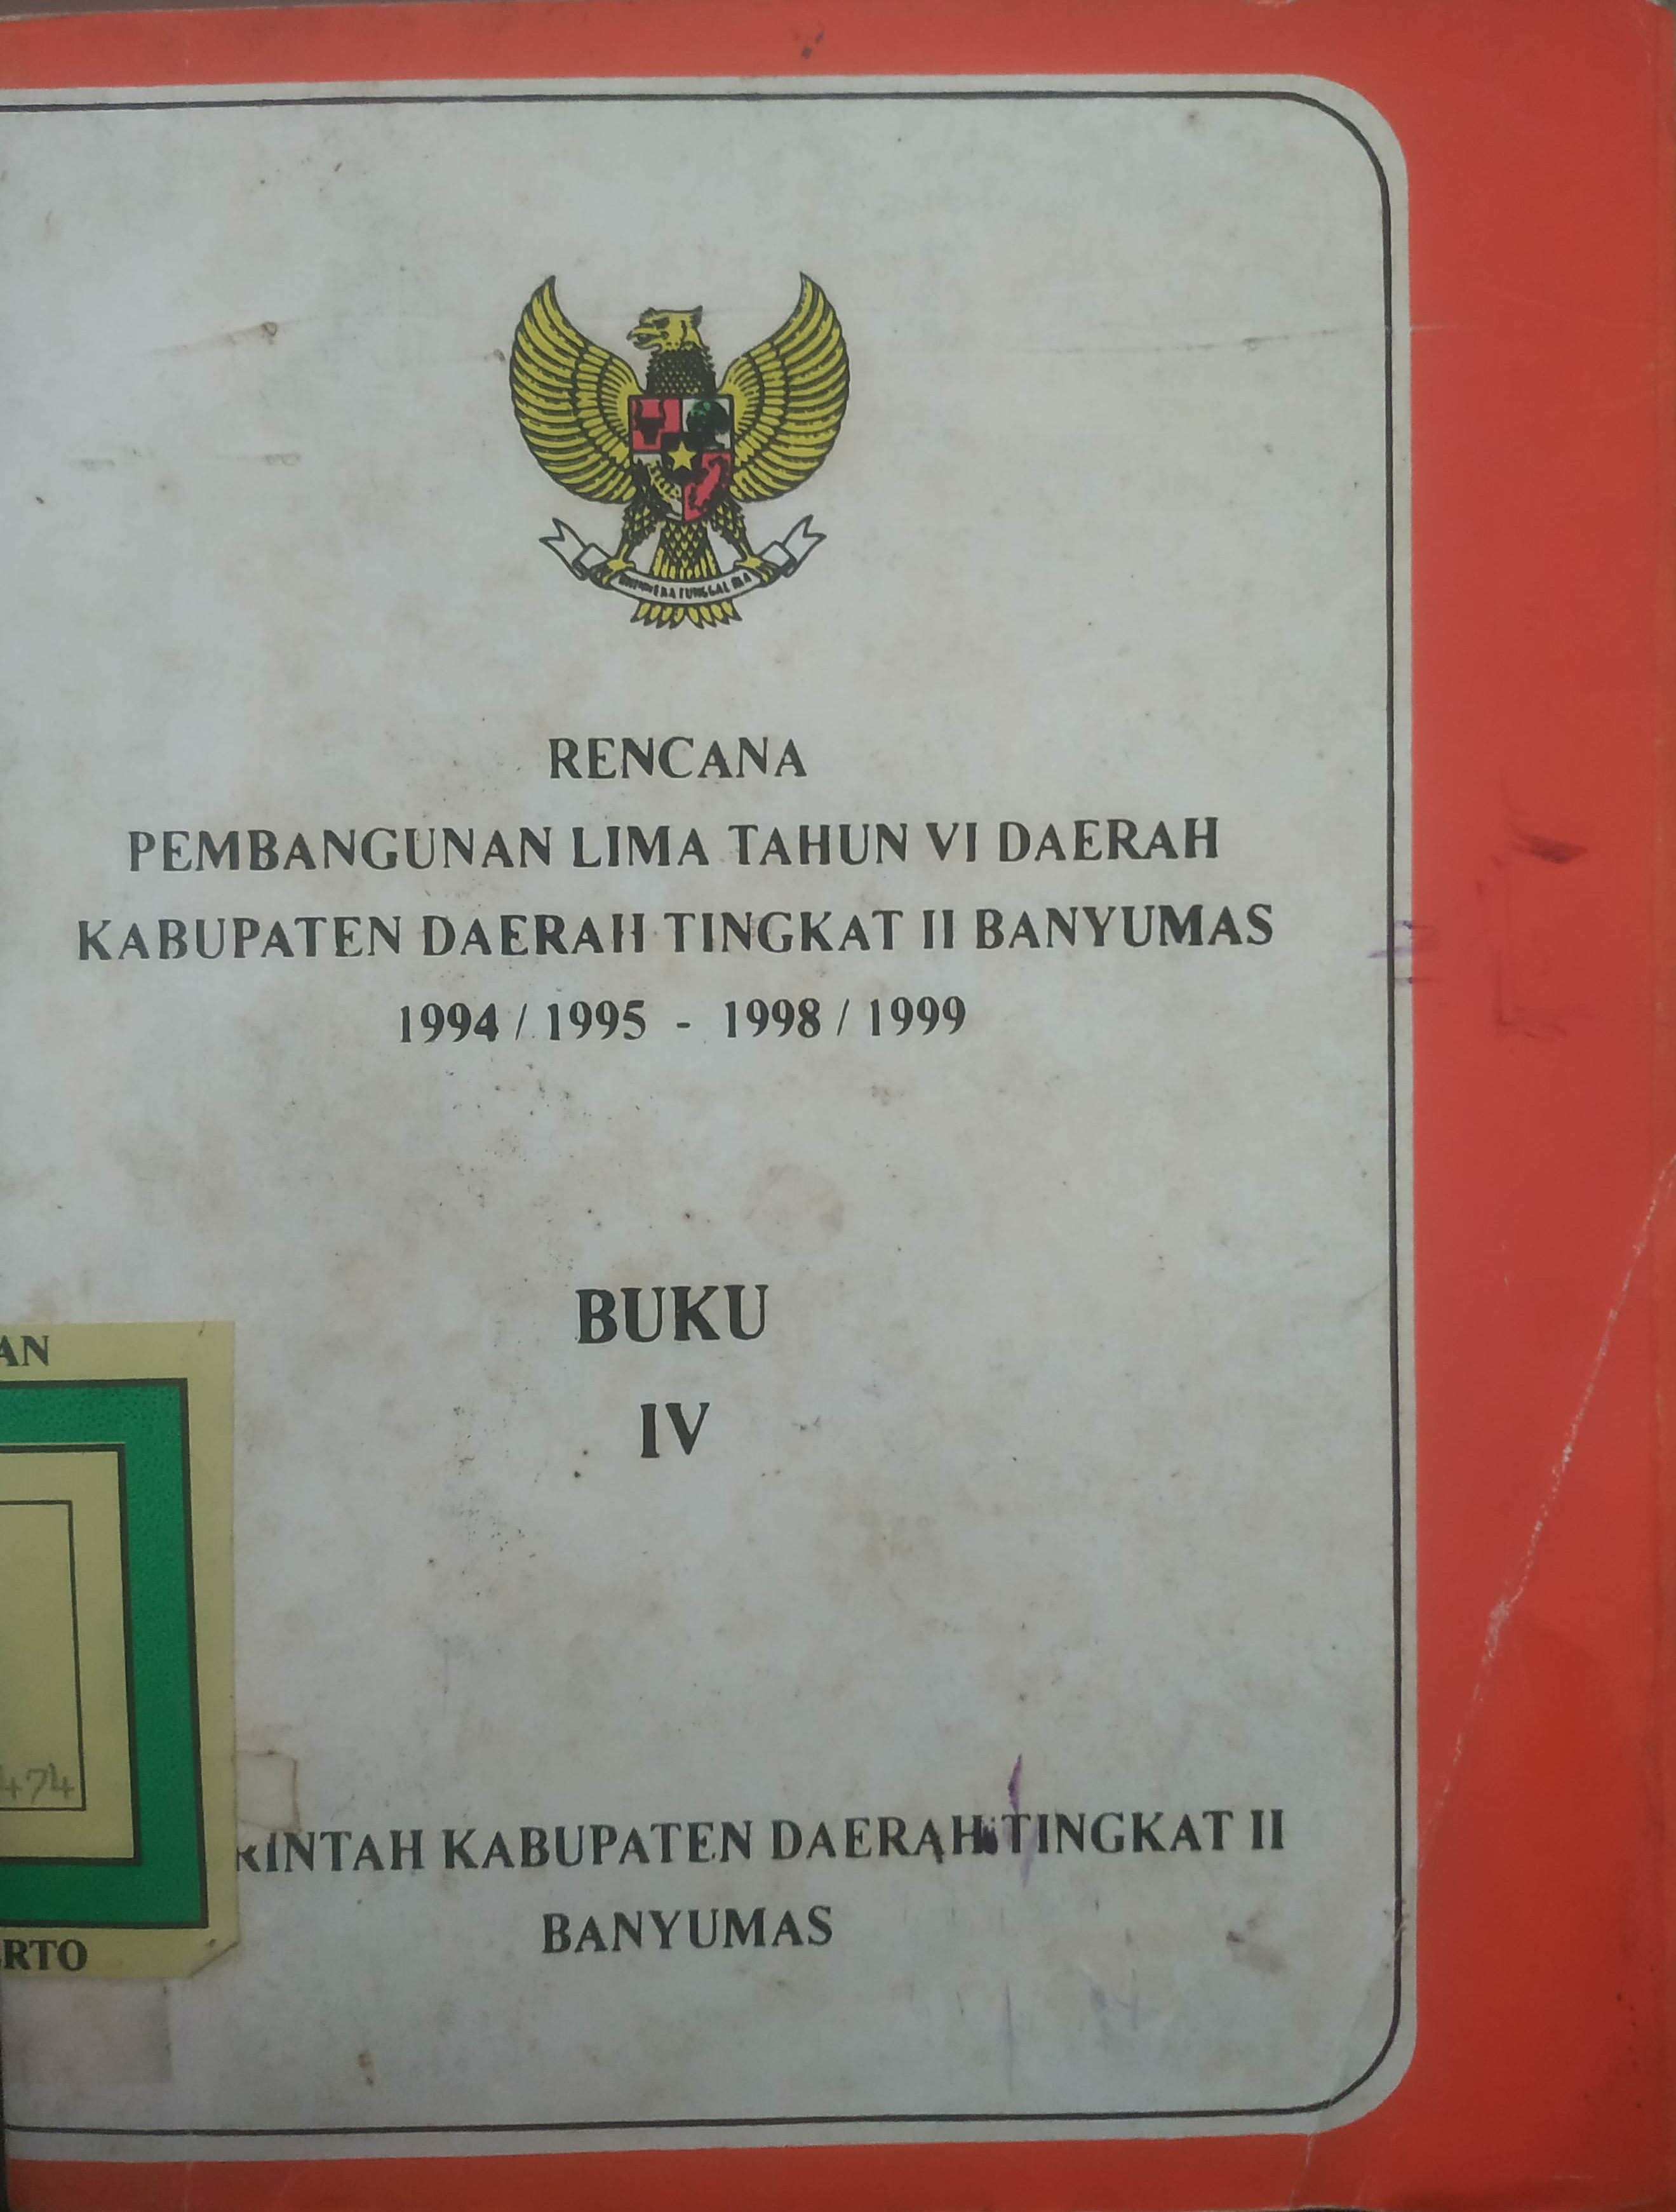 RENCANA
PEMBANGUNAN LIMA TAHUN VI DAERAH
KABUPATEN DAERAH TINGKAT II BANYUMAS
1994 / 1995 - 1998 / 1999
BUKU
IV
AN
474
RINTAH KABUPATEN DAERAH TINGKAT II
BANYUMAS
RTO